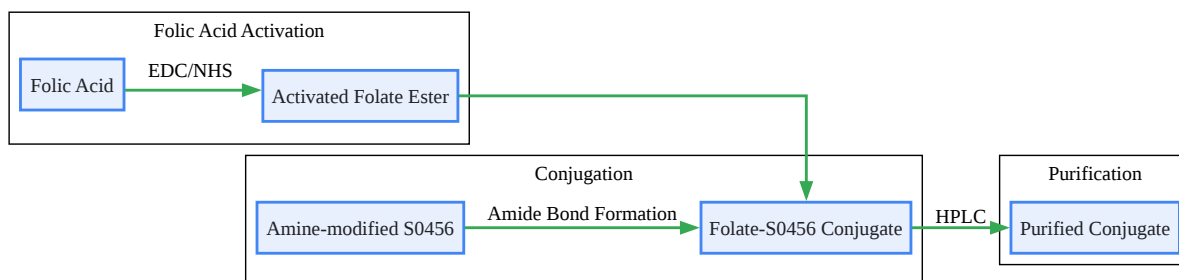 Folic Acid Activation
Folic Acid
EDC/NHS
Activated Folate Ester
Conjugation
Amine-modified S0456
Amide Bond Formation
Folate-S0456 Conjugate
HPLC
Purification
Purified Conjugate